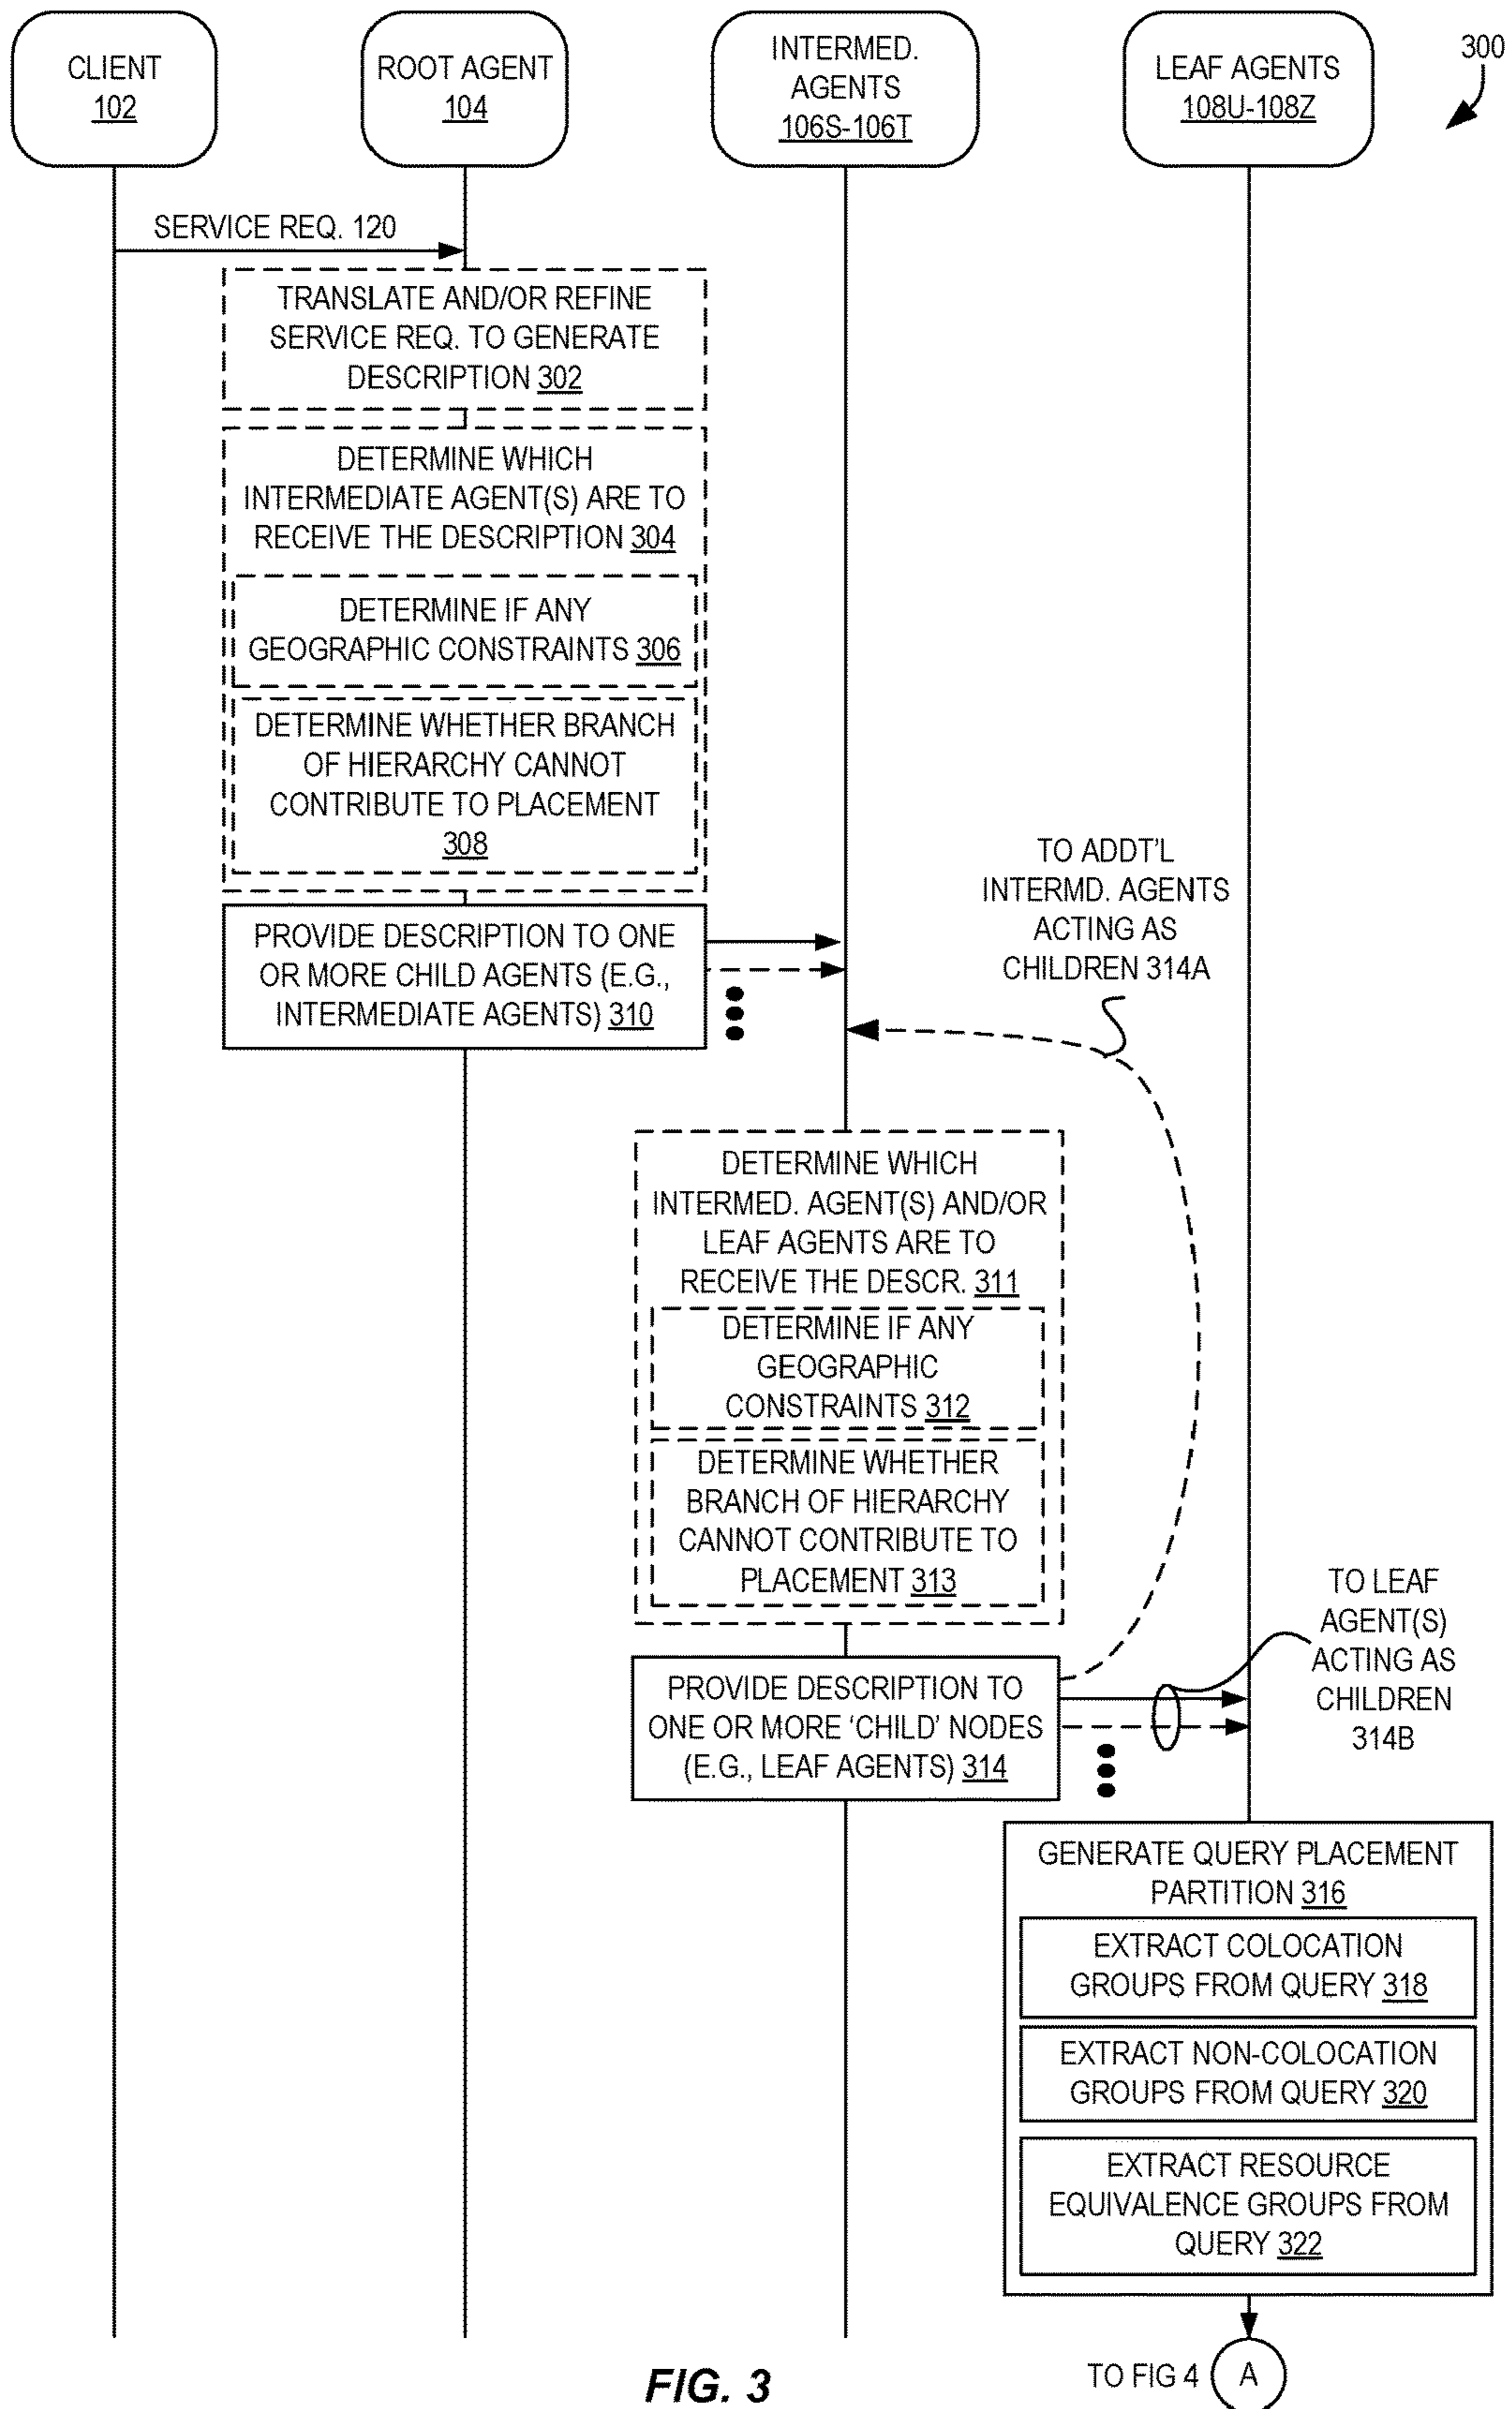 CLIENT
102
ROOT AGENT
104
INTERMED.
AGENTS
106S-106T
LEAF AGENTS
108U-108Z
300
SERVICE REQ. 120
TRANSLATE AND/OR REFINE
SERVICE REQ. TO GENERATE
DESCRIPTION 302
DETERMINE WHICH
INTERMEDIATE AGENT(S) ARE TO
RECEIVE THE DESCRIPTION 304
DETERMINE IF ANY
GEOGRAPHIC CONSTRAINTS 306
DETERMINE WHETHER BRANCH
OF HIERARCHY CANNOT
CONTRIBUTE TO PLACEMENT
308
PROVIDE DESCRIPTION TO ONE
OR MORE CHILD AGENTS (E.G.,
INTERMEDIATE AGENTS) 310
TO ADDT'L
INTERMD. AGENTS
ACTING AS
CHILDREN 314A
DETERMINE WHICH
INTERMED. AGENT(S) AND/OR
LEAF AGENTS ARE TO
RECEIVE THE DESCR. 311
DETERMINE IF ANY
GEOGRAPHIC
CONSTRAINTS 312
DETERMINE WHETHER
BRANCH OF HIERARCHY
CANNOT CONTRIBUTE TO
PLACEMENT 313
TO LEAF
AGENT(S)
ACTING AS
CHILDREN
314B
PROVIDE DESCRIPTION TO
ONE OR MORE ‘CHILD’ NODES
(E.G., LEAF AGENTS) 314
GENERATE QUERY PLACEMENT
PARTITION 316
EXTRACT COLOCATION
GROUPS FROM QUERY 318
EXTRACT NON-COLOCATION
GROUPS FROM QUERY 320
EXTRACT RESOURCE
EQUIVALENCE GROUPS FROM
QUERY 322
TO FIG 4
A
FIG. 3